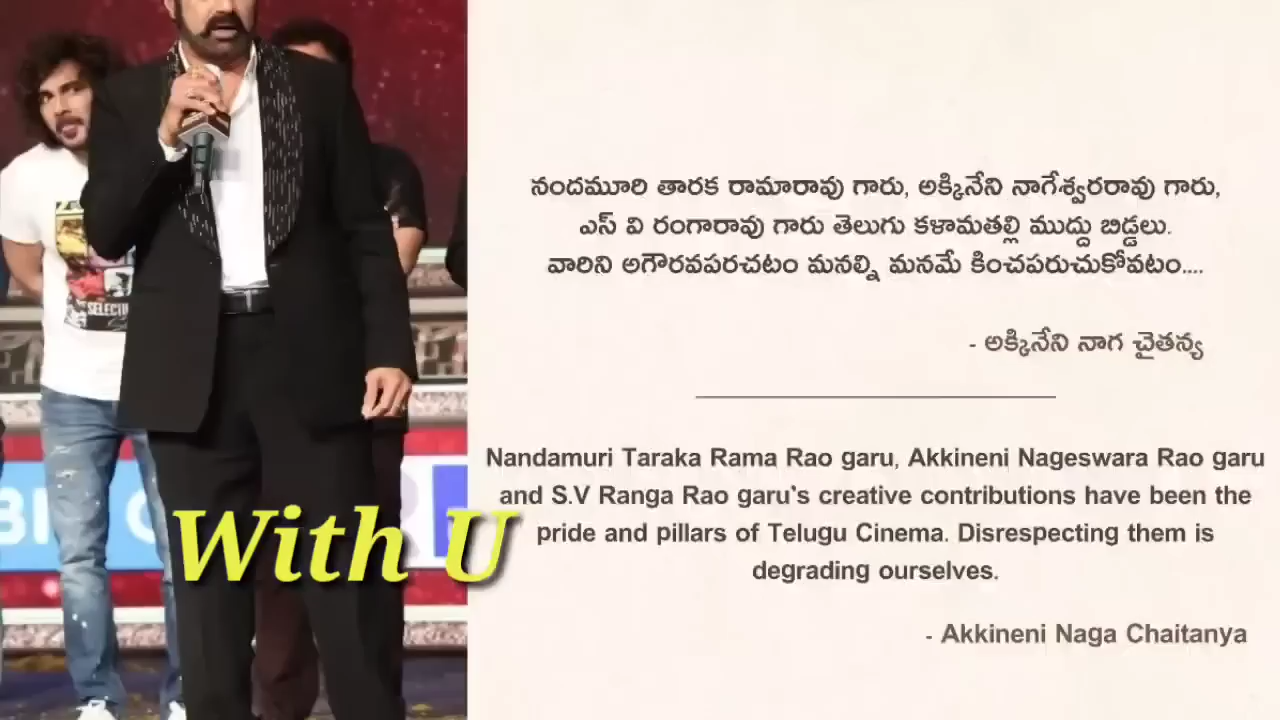 నందమూరి తారక రామారావు గారు, అక్కినేని నాగేశ్వరరావు గారు,
ఎస్ వి రంగారావు గారు తెలుగు కళామతల్లి ముద్దు బిడ్డలు.
వారిని అగౌరవపరచటం మనల్ని మనమే కించపరుచుకోవటం....
- అక్కినేని నాగ చైతన్య
Nandamuri Taraka Rama Rao garu, Akkineni Nageswara Rao garu
and S.V Ranga Rao garu's creative contributions have been the
pride and pillars of Telugu Cinema. Disrespecting them is
degrading ourselves.
- Akkineni Naga Chaitanya
With U